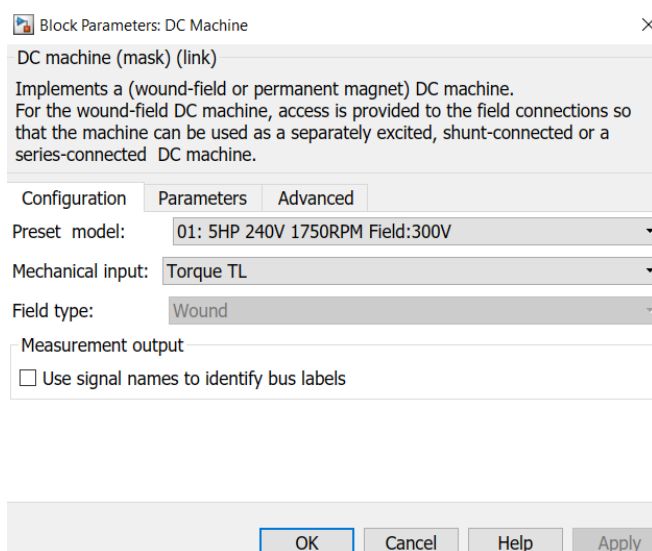 Block Parameters: DC Machine
DC machine (mask) (link)
Implements a (wound-field or permanent magnet) DC machine.
For the wound-field DC machine, access is provided to the field connections so
that the machine can be used as a separately excited, shunt-connected or a
series-connected  DC machine.
Configuration Parameters Advanced
Preset  model: 01: 5HP 240V 1750RPM Field:300V
Mechanical input: Torque TL
Field type: Wound
Measurement output
Use signal names to identify bus labels
OK Cancel Help Apply